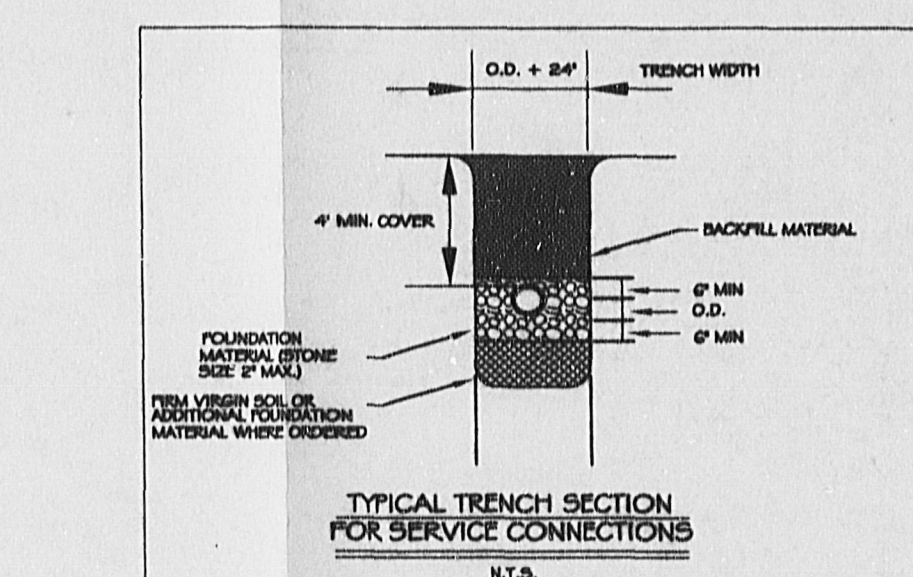 O.D. + 24"
TRENCH WIDTH
4' MIN. COVER
BACKFILL MATERIAL
6" MIN
O.D.
6" MIN
FOUNDATION
MATERIAL (STONE
SIZE 2" MAX.)
FIRM VIRGIN SOIL OR
ADDITIONAL FOUNDATION
MATERIAL WHERE ORDERED
TYPICAL TRENCH SECTION
FOR SERVICE CONNECTIONS
N.T.S.